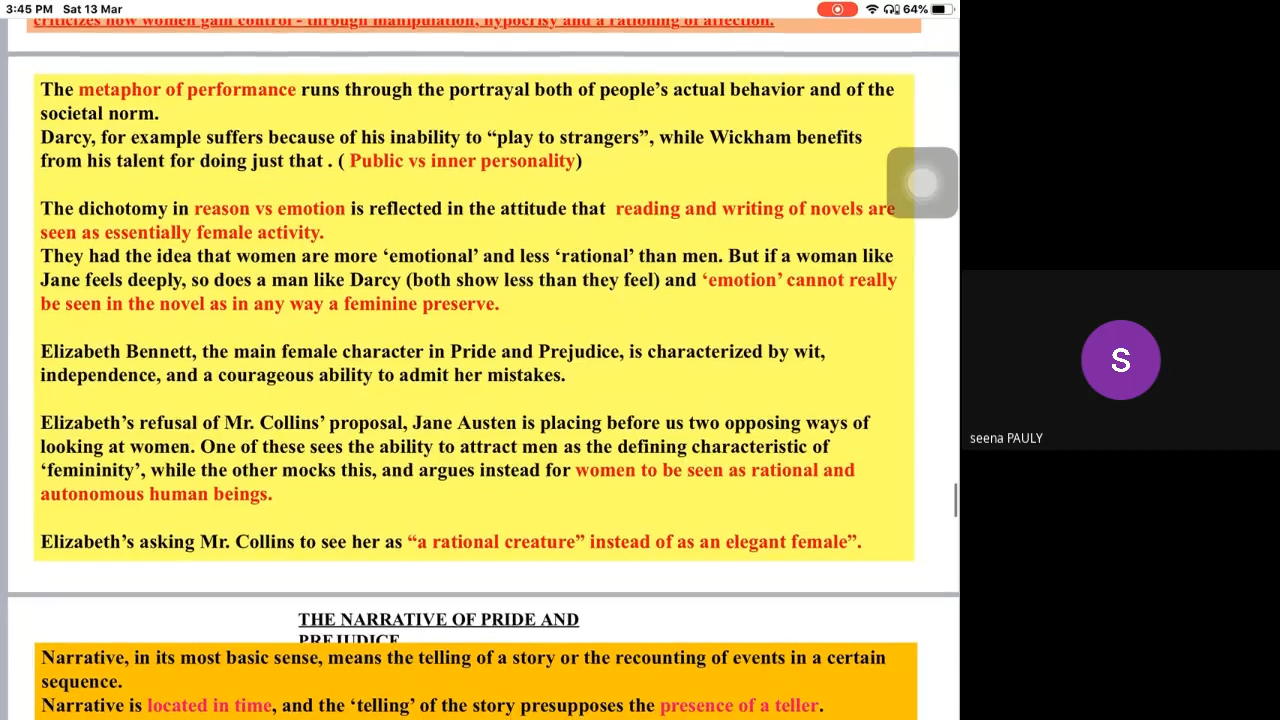 3:45 PM Sat 13 Mar
64%
criticizes how women gain control - through manipulation, hypocrisy and a rationing of affection.
The metaphor of performance runs through the portrayal both of people's actual behavior and of the
societal norm.
Darcy, for example suffers because of his inability to “play to strangers”, while Wickham benefits
from his talent for doing just that . ( Public vs inner personality)
The dichotomy in reason vs emotion is reflected in the attitude that reading and writing of novels are
seen as essentially female activity.
They had the idea that women are more ‘emotional’ and less ‘rational’ than men. But if a woman like
Jane feels deeply, so does a man like Darcy (both show less than they feel) and ‘emotion’ cannot really
be seen in the novel as in any way a feminine preserve.
Elizabeth Bennett, the main female character in Pride and Prejudice, is characterized by wit,
independence, and a courageous ability to admit her mistakes.
Elizabeth’s refusal of Mr. Collins’ proposal, Jane Austen is placing before us two opposing ways of
looking at women. One of these sees the ability to attract men as the defining characteristic of
‘femininity’, while the other mocks this, and argues instead for women to be seen as rational and
autonomous human beings.
Elizabeth’s asking Mr. Collins to see her as “a rational creature” instead of as an elegant female”.
THE NARRATIVE OF PRIDE AND
PREJUDICE
Narrative, in its most basic sense, means the telling of a story or the recounting of events in a certain
sequence.
Narrative is located in time, and the ‘telling’ of the story presupposes the presence of a teller.
S
seena PAULY